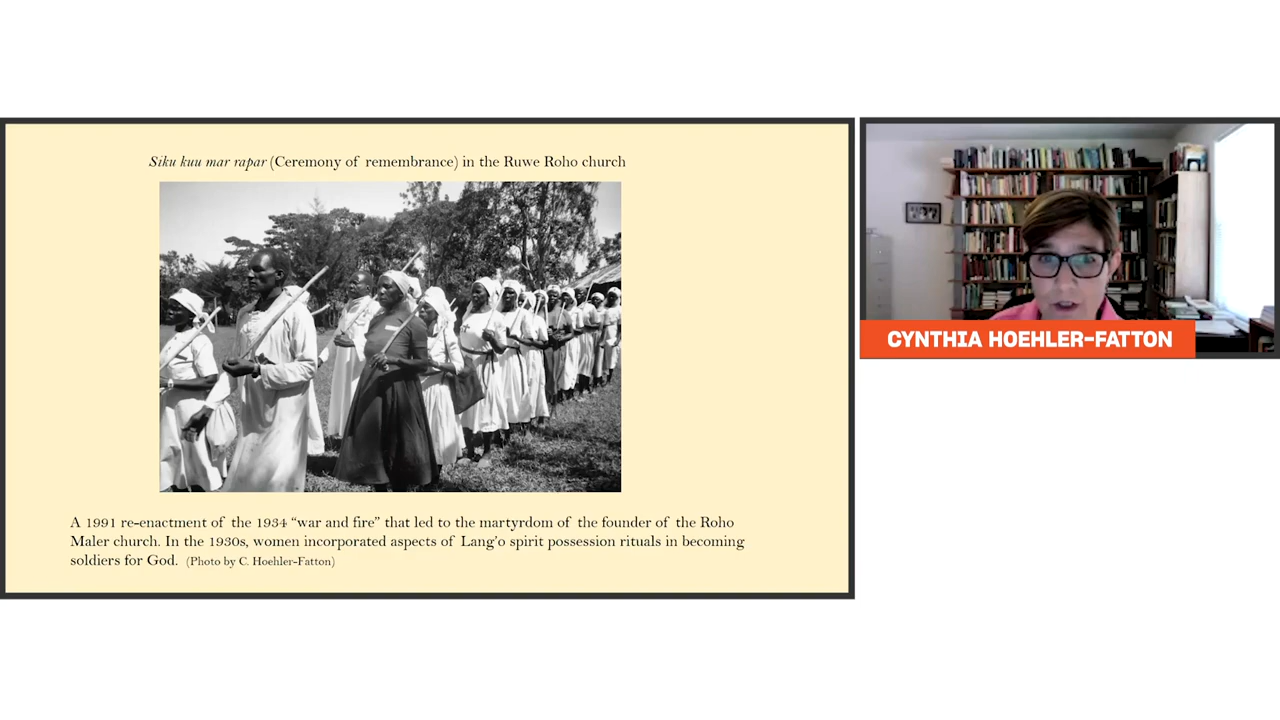 Siku kuu mar rapar (Ceremony of remembrance) in the Ruwe Roho church
A 1991 re-enactment of the 1934 “war and fire” that led to the martyrdom of the founder of the Roho
Maler church. In the 1930s, women incorporated aspects of Lang’o spirit possession rituals in becoming
soldiers for God. (Photo by C. Hoehler-Fatton)
CYNTHIA HOEHLER-FATTON